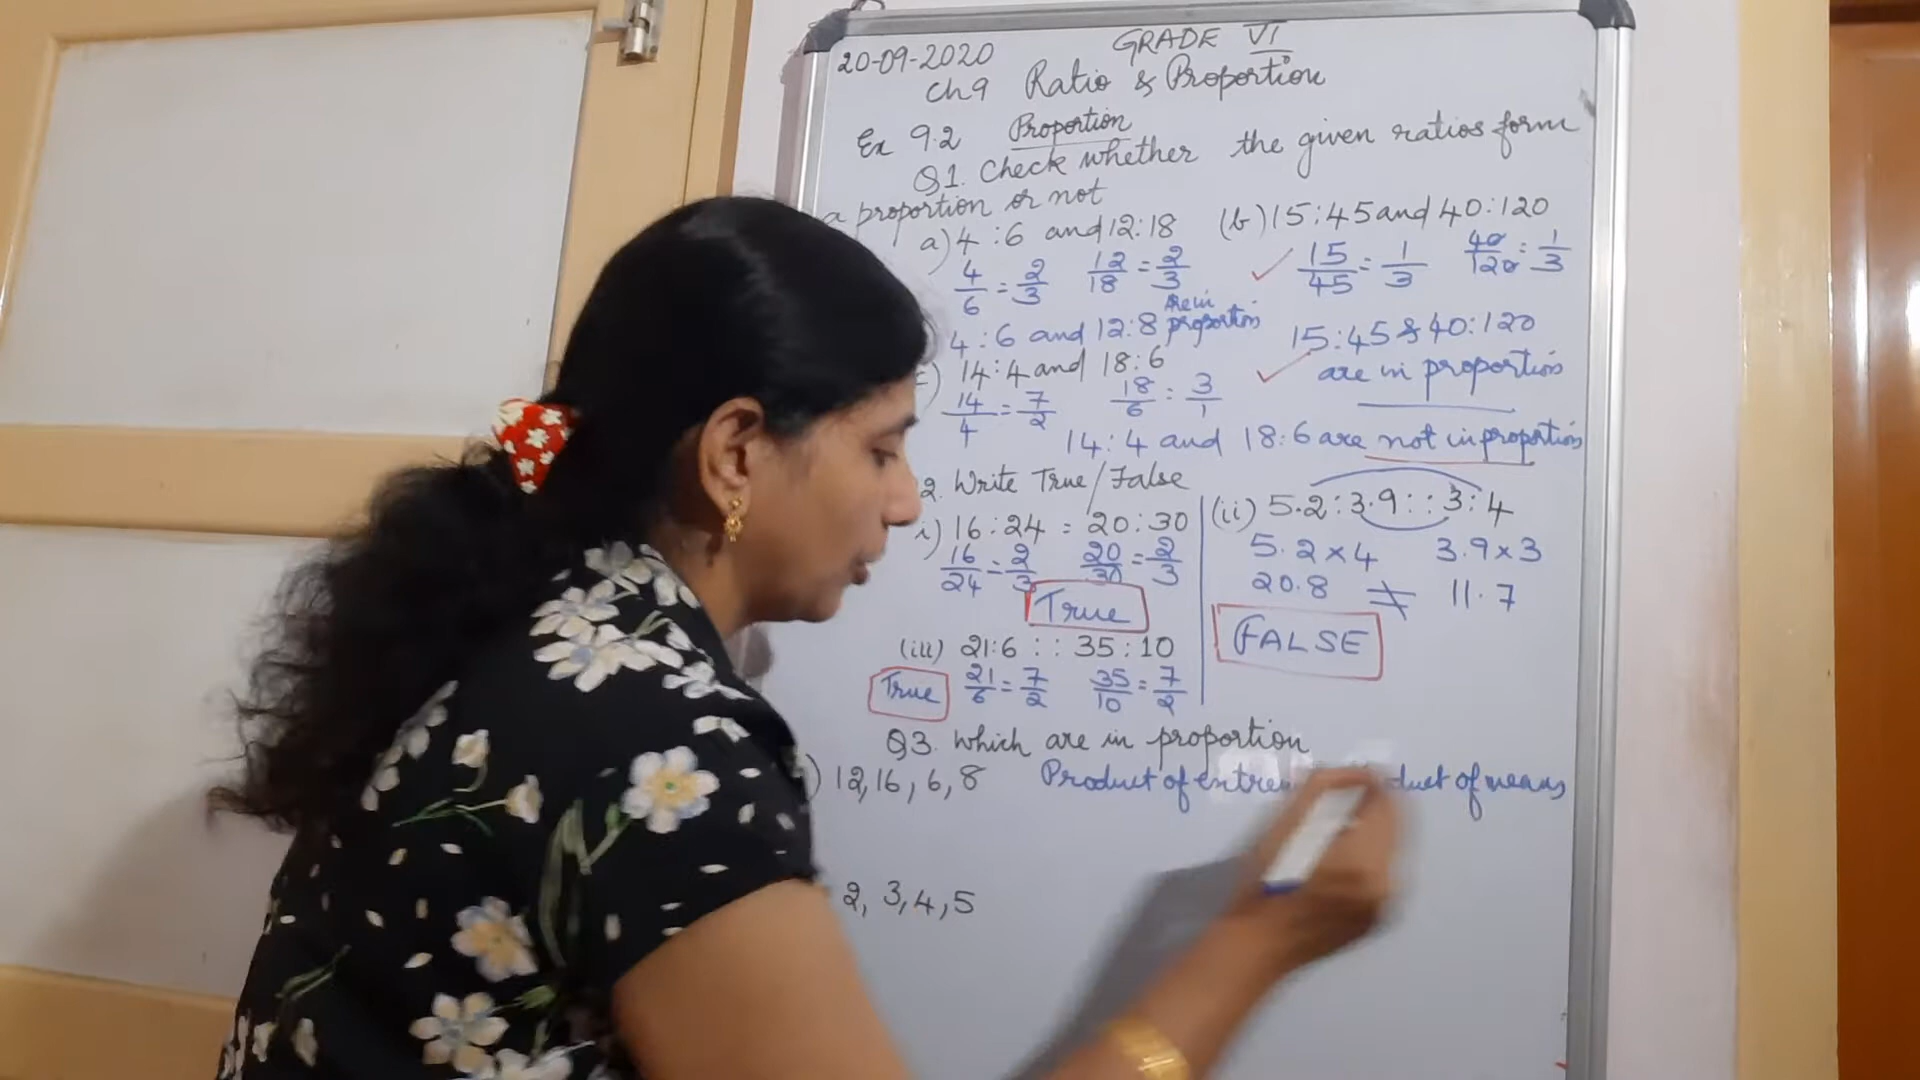 20-09-2020 GRADE VI
Ch 9 Ratio & Proportion
Ex 9.2 Proportion
Q1. Check whether the given ratios form
a proportion or not
a) 4 : 6 and 12:18 (b) 15:45 and 40:120
4/6 = 2/3 12/18 = 2/3 ✓ 15/45 = 1/3 40/120 = 1/3
4 : 6 and 12:8 are in proportion
15:45 & 40:120
✓ are in proportion
c) 14:4 and 18:6
14/4 = 7/2 18/6 = 3/1
14:4 and 18:6 are not in proportion
2. Write True/False
i) 16:24 = 20:30
16/24 = 2/3 20/30 = 2/3
True
(ii) 5.2:3.9::3:4
5.2 × 4 3.9 × 3
20.8 ≠ 11.7
FALSE
(iii) 21:6 :: 35:10
True 21/6 = 7/2 35/10 = 7/2
Q3. Which are in proportion
) 12, 16, 6, 8 Product of of means
2, 3, 4, 5